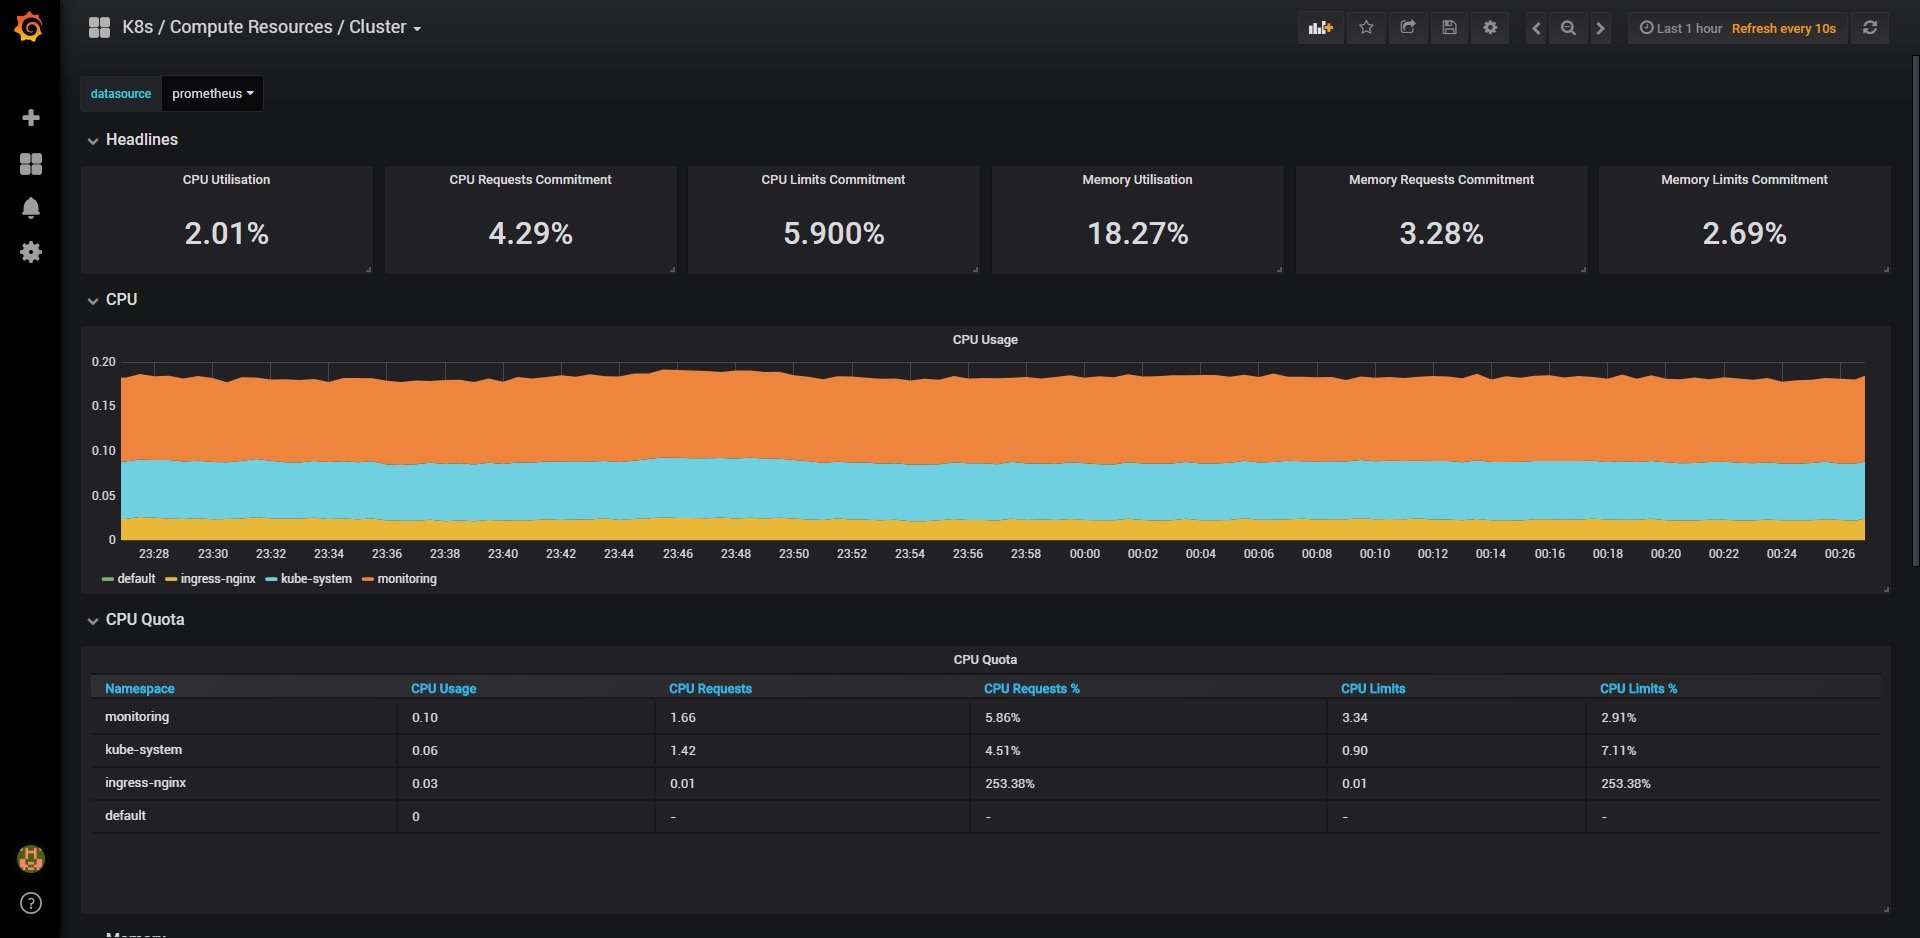 K8s / Compute Resources / Cluster
Last 1 hour Refresh every 10s
datasource prometheus
Headlines
CPU Utilisation CPU Requests Commitment CPU Limits Commitment Memory Utilisation Memory Requests Commitment Memory Limits Commitment
2.01% 4.29% 5.900% 18.27% 3.28% 2.69%
CPU
CPU Usage
0.20
0.15
0.10
0.05
0
23:28 23:30 23:32 23:34 23:36 23:38 23:40 23:42 23:44 23:46 23:48 23:50 23:52 23:54 23:56 23:58 00:00 00:02 00:04 00:06 00:08 00:10 00:12 00:14 00:16 00:18 00:20 00:22 00:24 00:26
default ingress-nginx kube-system monitoring
CPU Quota
CPU Quota
Namespace CPU Usage CPU Requests CPU Requests % CPU Limits CPU Limits %
monitoring 0.10 1.66 5.86% 3.34 2.91%
kube-system 0.06 1.42 4.51% 0.90 7.11%
ingress-nginx 0.03 0.01 253.38% 0.01 253.38%
default 0 - - - -
?
Memory